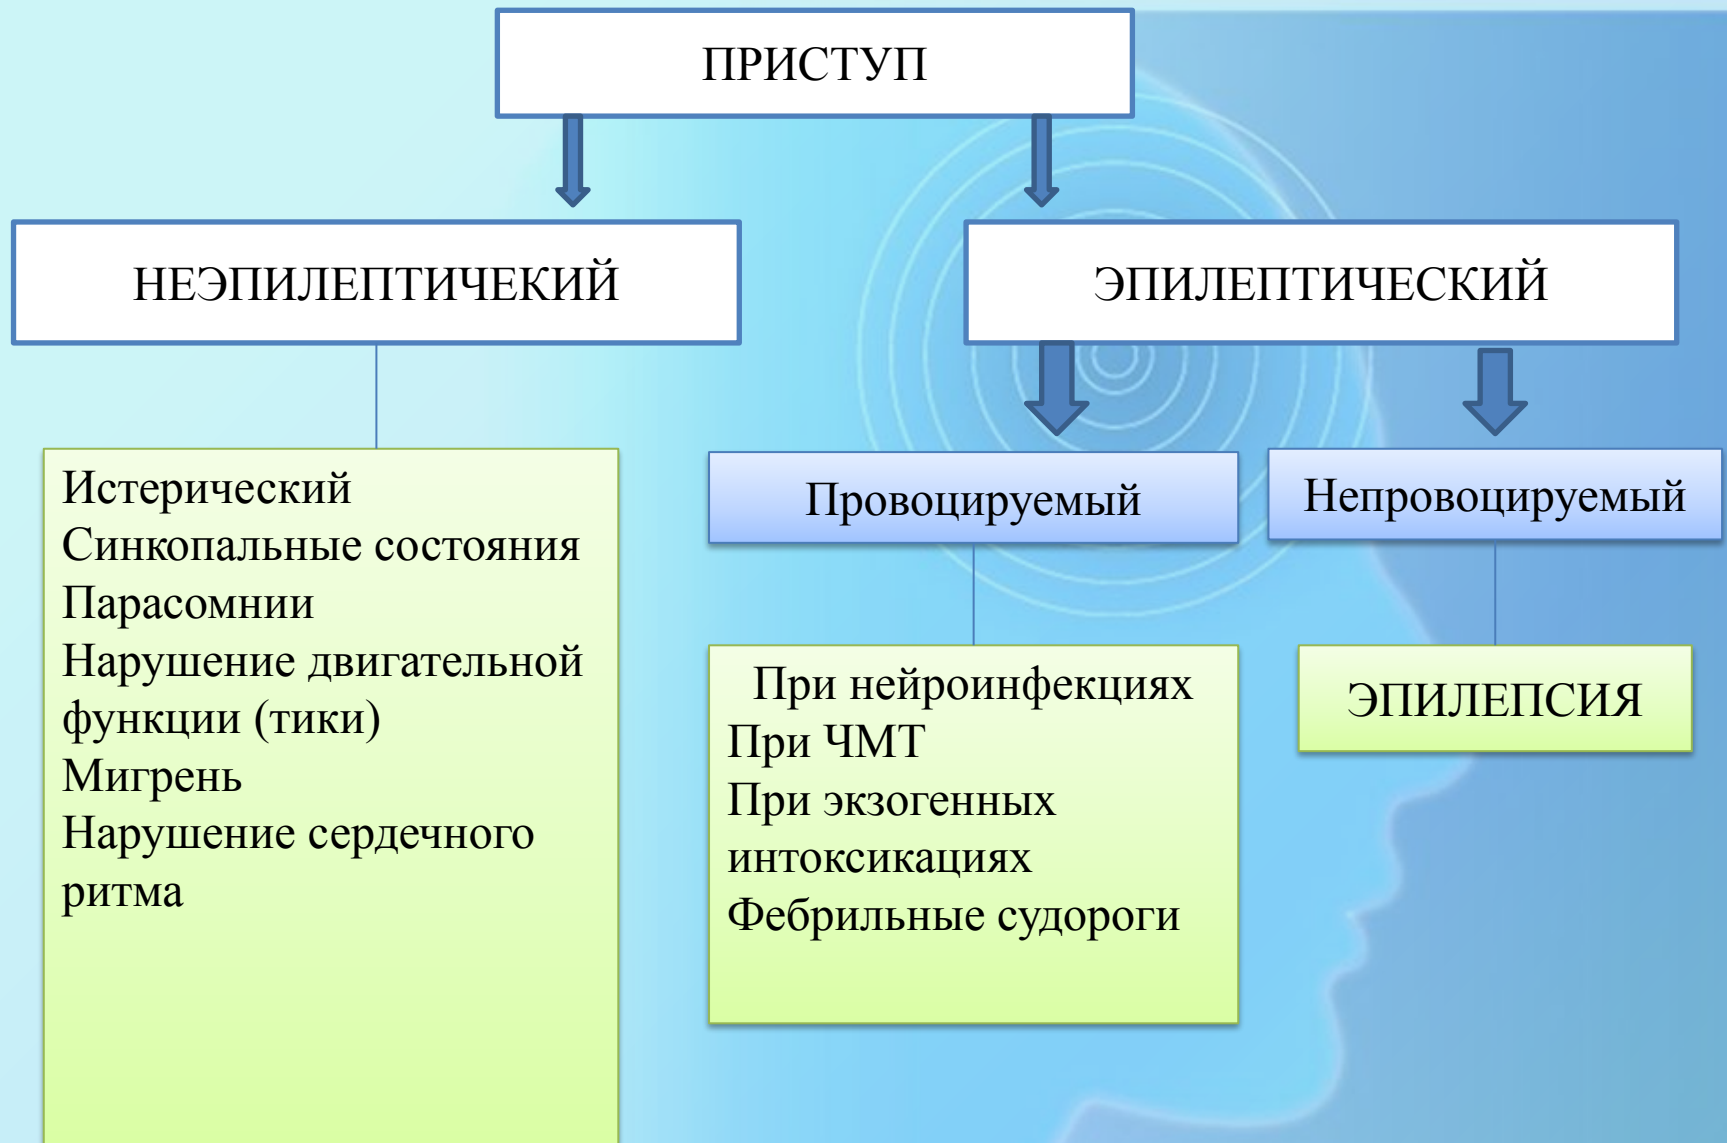 ПРИСТУП
НЕЭПИЛЕПТИЧЕКИЙ
ЭПИЛЕПТИЧЕСКИЙ
Истерический
Синкопальные состояния
Парасомнии
Нарушение двигательной
функции (тики)
Мигрень
Нарушение сердечного
ритма
Провоцируемый
При нейроинфекциях
При ЧМТ
При экзогенных
интоксикациях
Фебрильные судороги
Непровоцируемый
ЭПИЛЕПСИЯ